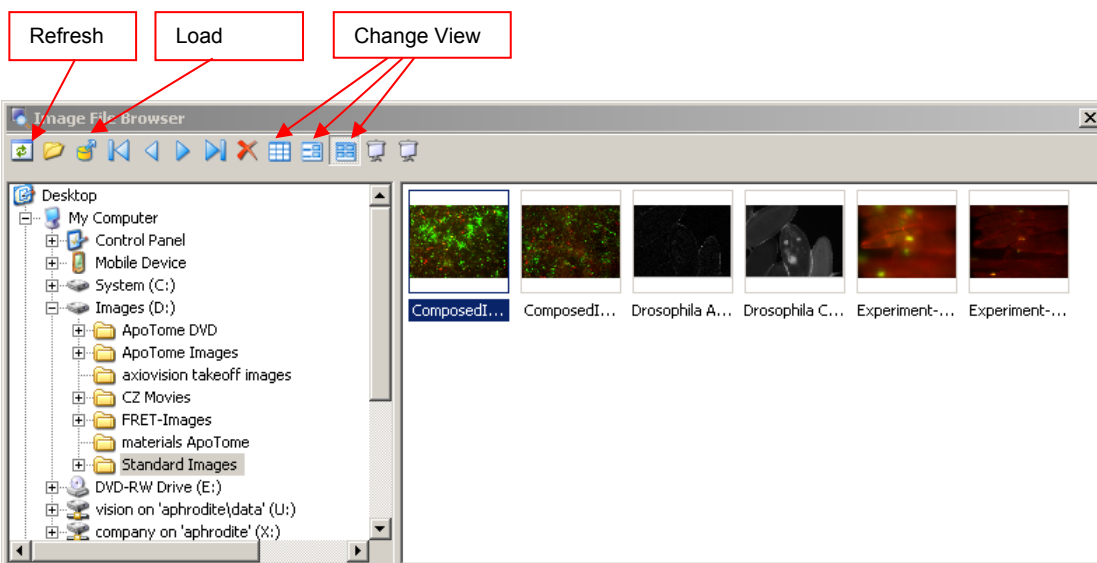 Refresh
Load
Change View
Image File Browser
Desktop
My Computer
Control Panel
Mobile Device
System (C:)
Images (D:)
ApoTome DVD
ApoTome Images
axiovision takeoff images
CZ Movies
FRET-Images
materials ApoTome
Standard Images
DVD-RW Drive (E:)
vision on 'aphrodite\data' (U:)
company on 'aphrodite' (X:)
ComposedI... ComposedI... Drosophila A... Drosophila C... Experiment-... Experiment-...